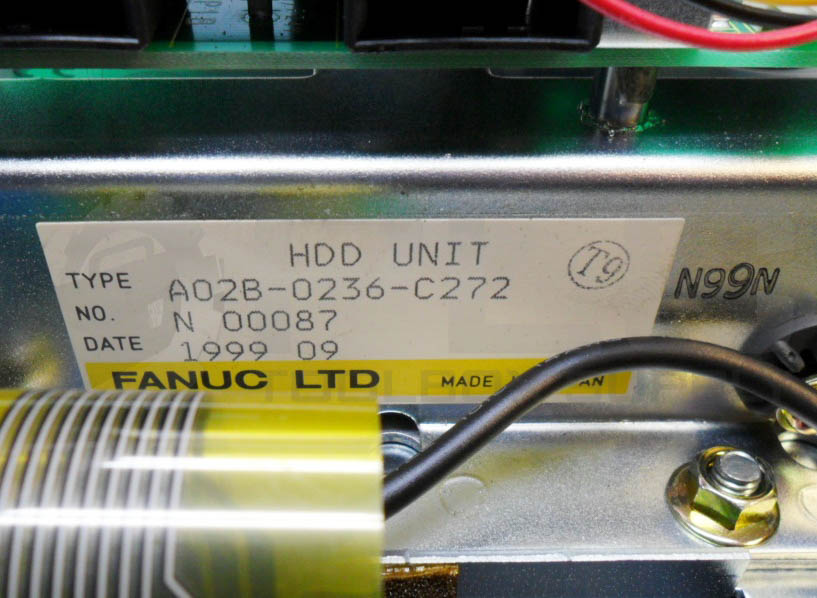 HDD UNIT
T9
TYPE A02B-0236-C272
N99N
NO. N 00087
DATE 1999 09
FANUC LTD MADE